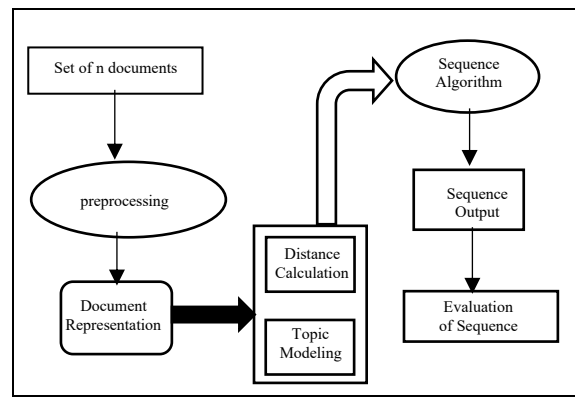 Set of n documents
preprocessing
Document
Representation
Distance
Calculation
Topic
Modeling
Sequence
Algorithm
Sequence
Output
Evaluation
of Sequence